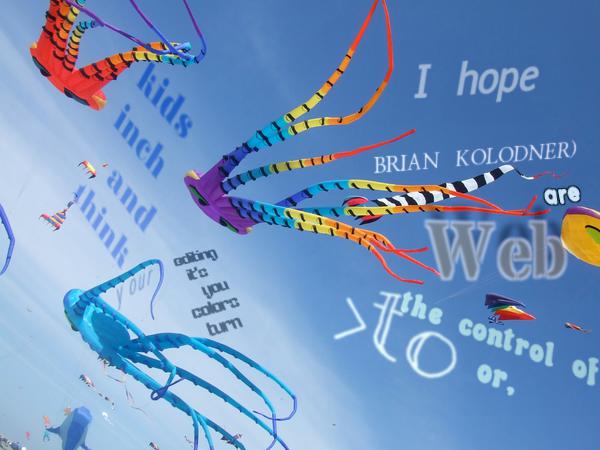 kids
inch
and
think
your
editing
it's
you
colors
turn
I hope
BRIAN KOLODNER)
are
Web
>To
the control of
or,